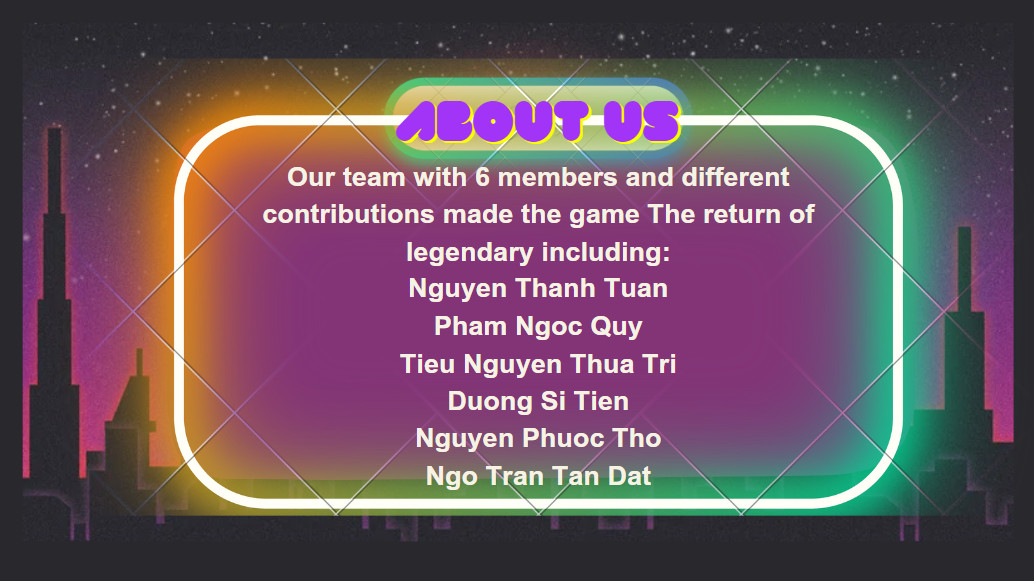 ABOUT US
Our team with 6 members and different
contributions made the game The return of
legendary including:
Nguyen Thanh Tuan
Pham Ngoc Quy
Tieu Nguyen Thua Tri
Duong Si Tien
Nguyen Phuoc Tho
Ngo Tran Tan Dat